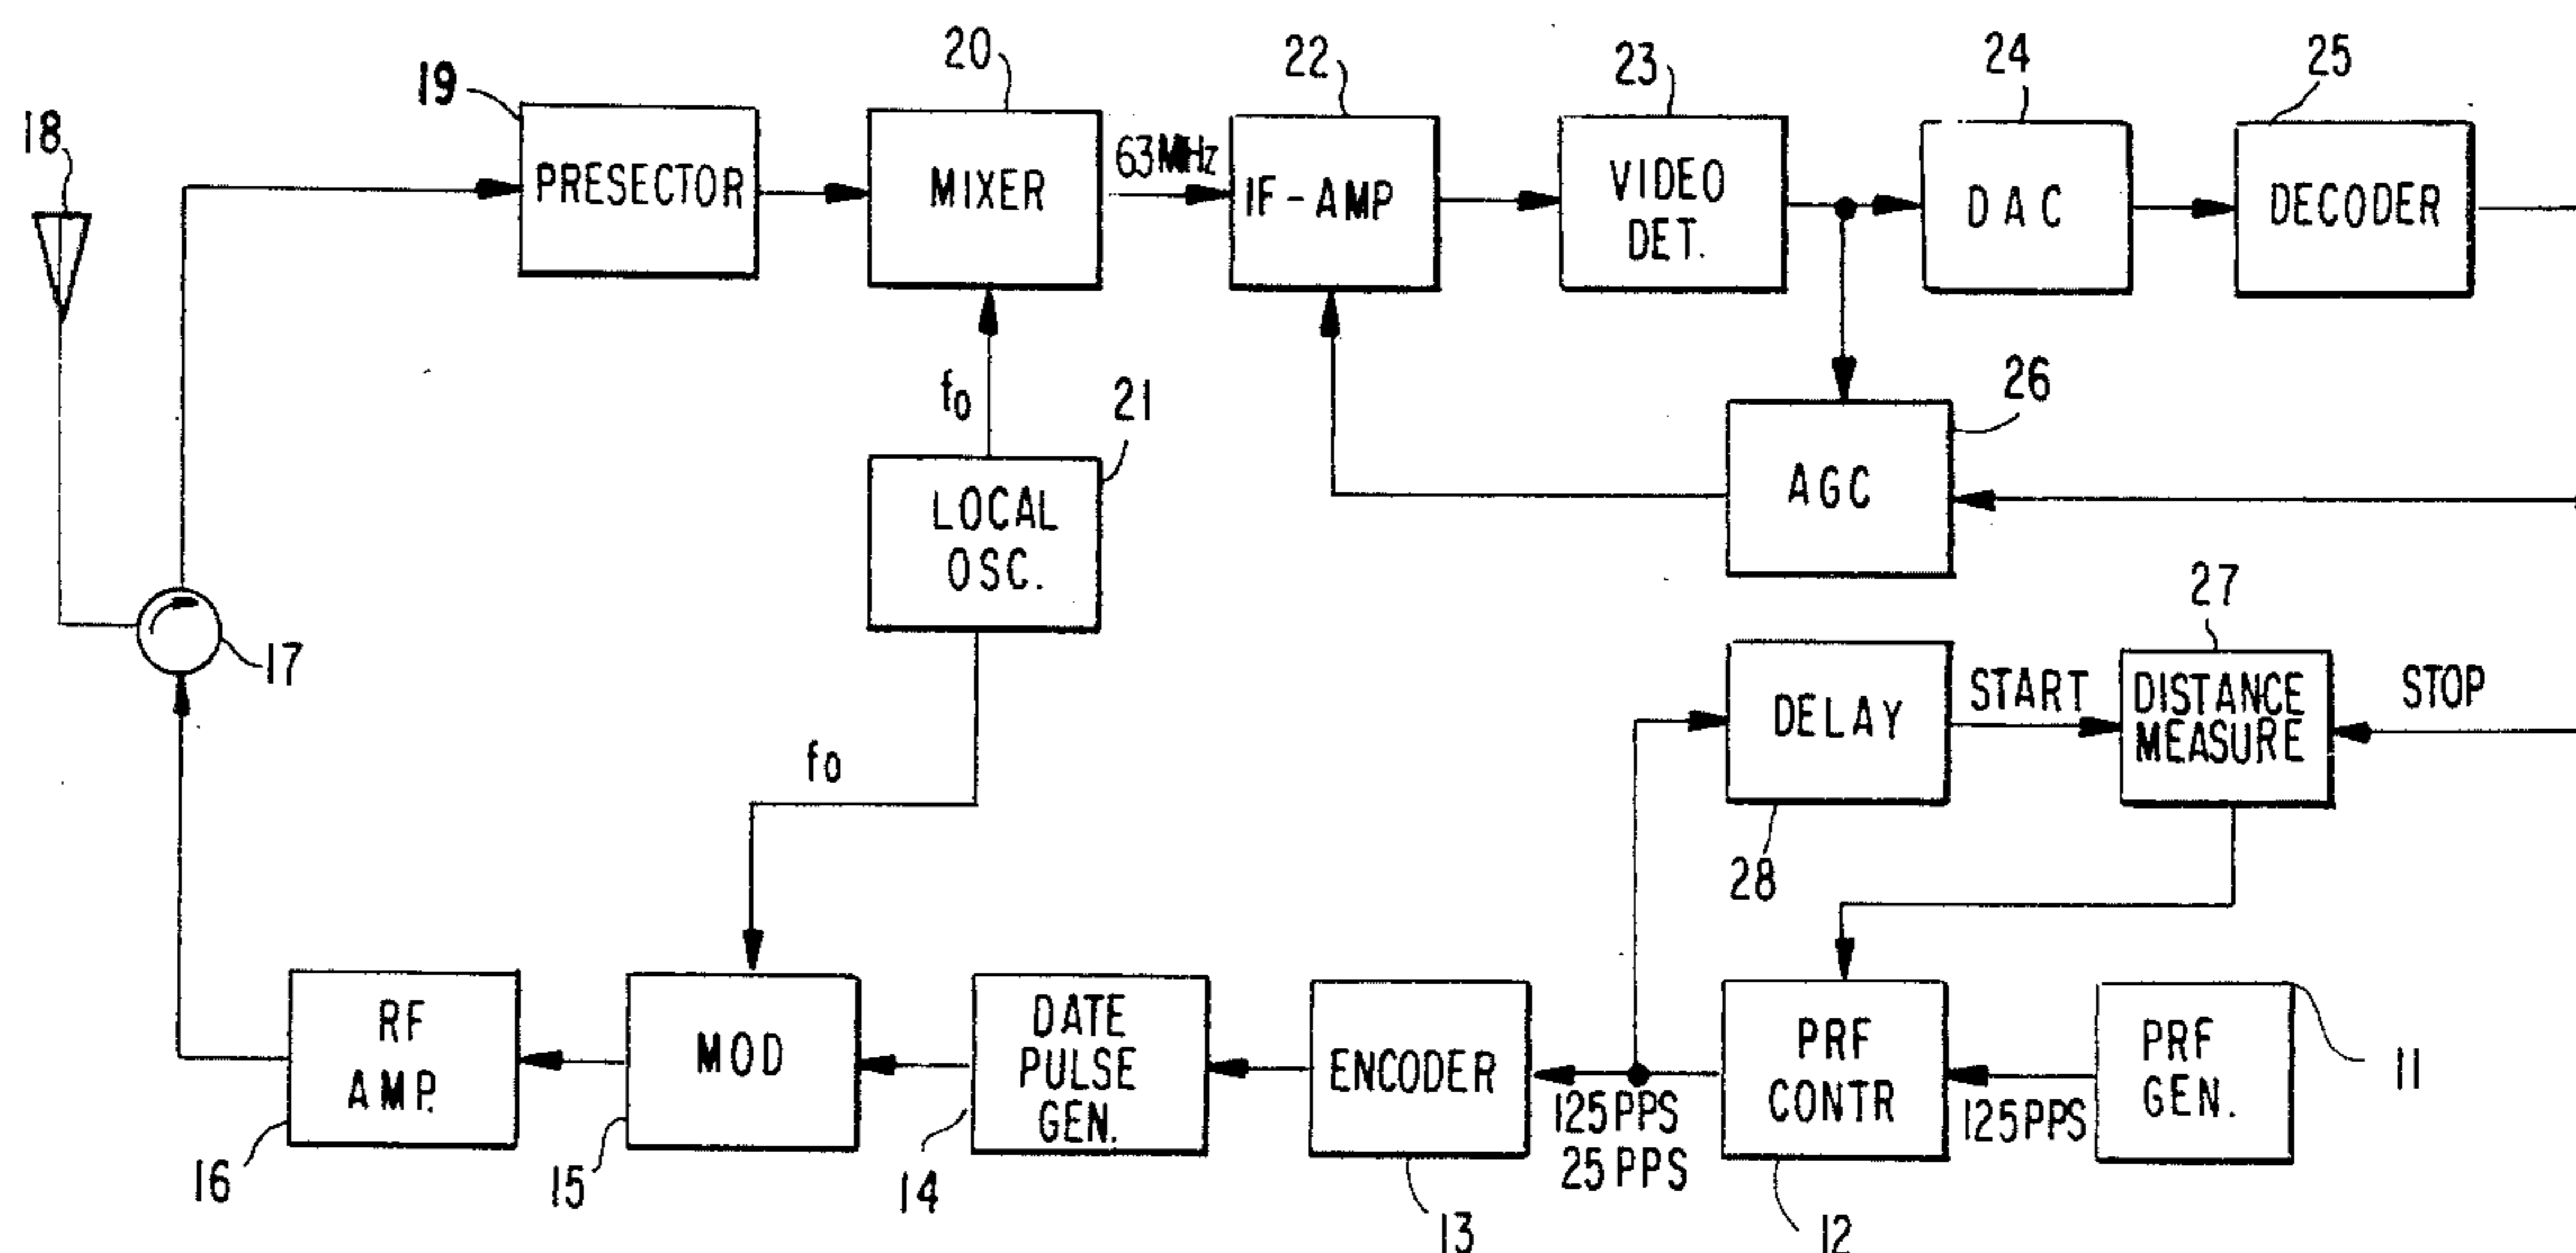 20
22
23
24
25
19
18
PRESECTOR
MIXER
63MHz
IF-AMP
VIDEO
DET.
DAC
DECODER
f0
21
26
LOCAL
OSC.
AGC
17
27
28
DELAY
START
DISTANCE
MEASURE
STOP
f0
RF
AMP.
16
MOD
15
DATE
PULSE
GEN.
14
ENCODER
13
125PPS
25PPS
PRF
CONTR
12
125PPS
PRF
GEN.
11